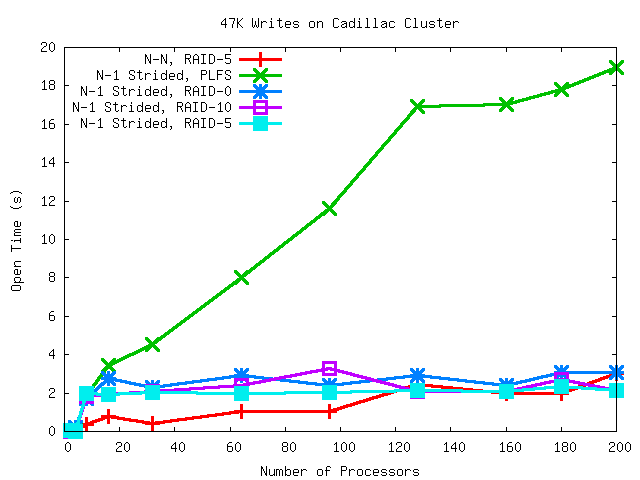 47K Writes on Cadillac Cluster
N-N, RAID-5
N-1 Strided, PLFS
N-1 Strided, RAID-0
N-1 Strided, RAID-10
N-1 Strided, RAID-5
Open Time (s)
20
18
16
14
12
10
8
6
4
2
0
0 20 40 60 80 100 120 140 160 180 200
Number of Processors